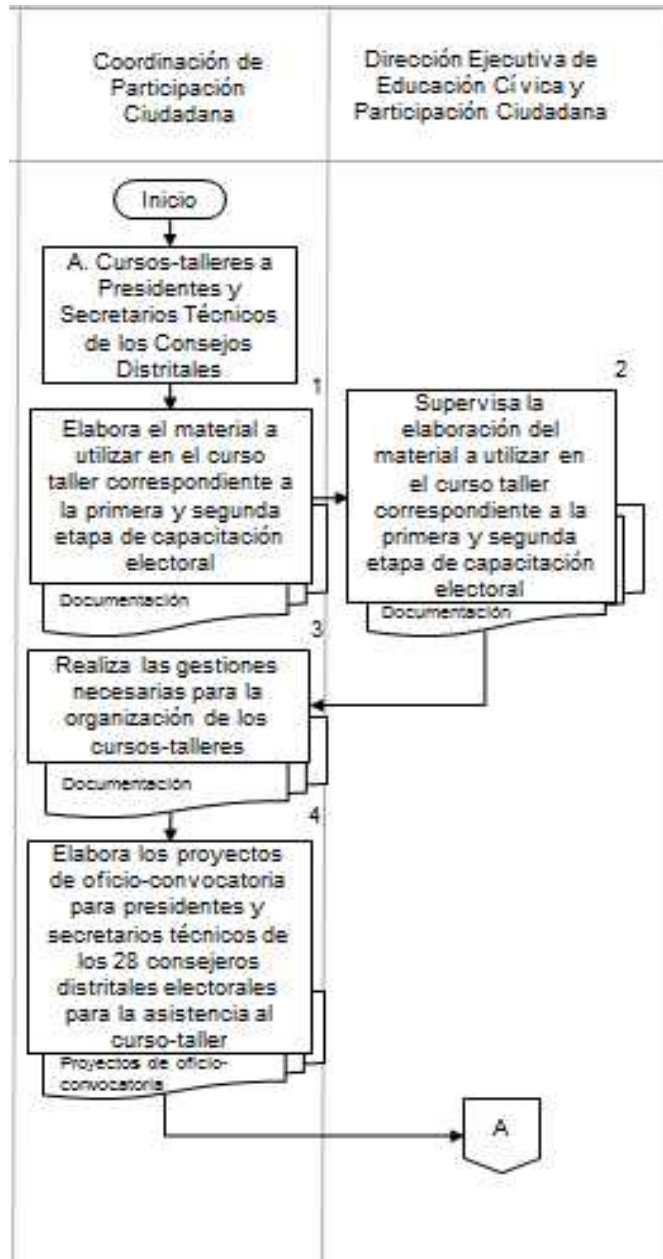 Coordinación de
Participación
Ciudadana
Dirección Ejecutiva de
Educación Cívica y
Participación Ciudadana
Inicio
A. Cursos-talleres a
Presidentes y
Secretarios Técnicos
de los Consejos
Distritales
1
Elabora el material a
utilizar en el curso
taller correspondiente a
la primera y segunda
etapa de capacitación
electoral
Documentación
2
Supervisa la
elaboración del
material a utilizar en
el curso taller
correspondiente a la
primera y segunda
etapa de capacitación
electoral
Documentación
3
Realiza las gestiones
necesarias para la
organización de los
cursos-talleres
Documentación
4
Elabora los proyectos
de oficio-convocatoria
para presidentes y
secretarios técnicos de
los 28 consejeros
distritales electorales
para la asistencia al
curso-taller
Proyectos de oficio-
convocatoria
A